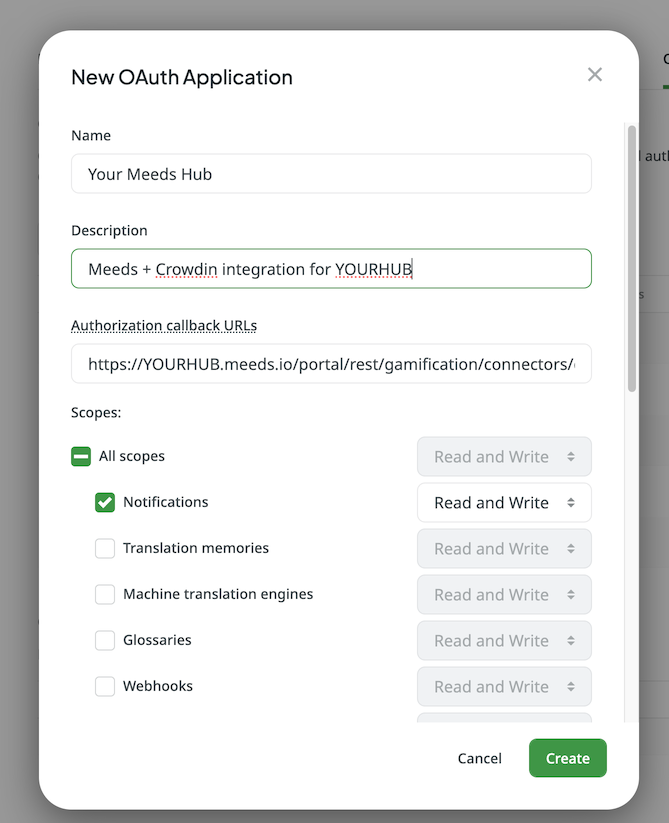 New OAuth Application
Name
Your Meeds Hub
Description
Meeds + Crowdin integration for YOURHUB
Authorization callback URLs
https://YOURHUB.meeds.io/portal/rest/gamification/connectors/
Scopes:
All scopes Read and Write
Notifications Read and Write
Translation memories Read and Write
Machine translation engines Read and Write
Glossaries Read and Write
Webhooks Read and Write
Cancel Create